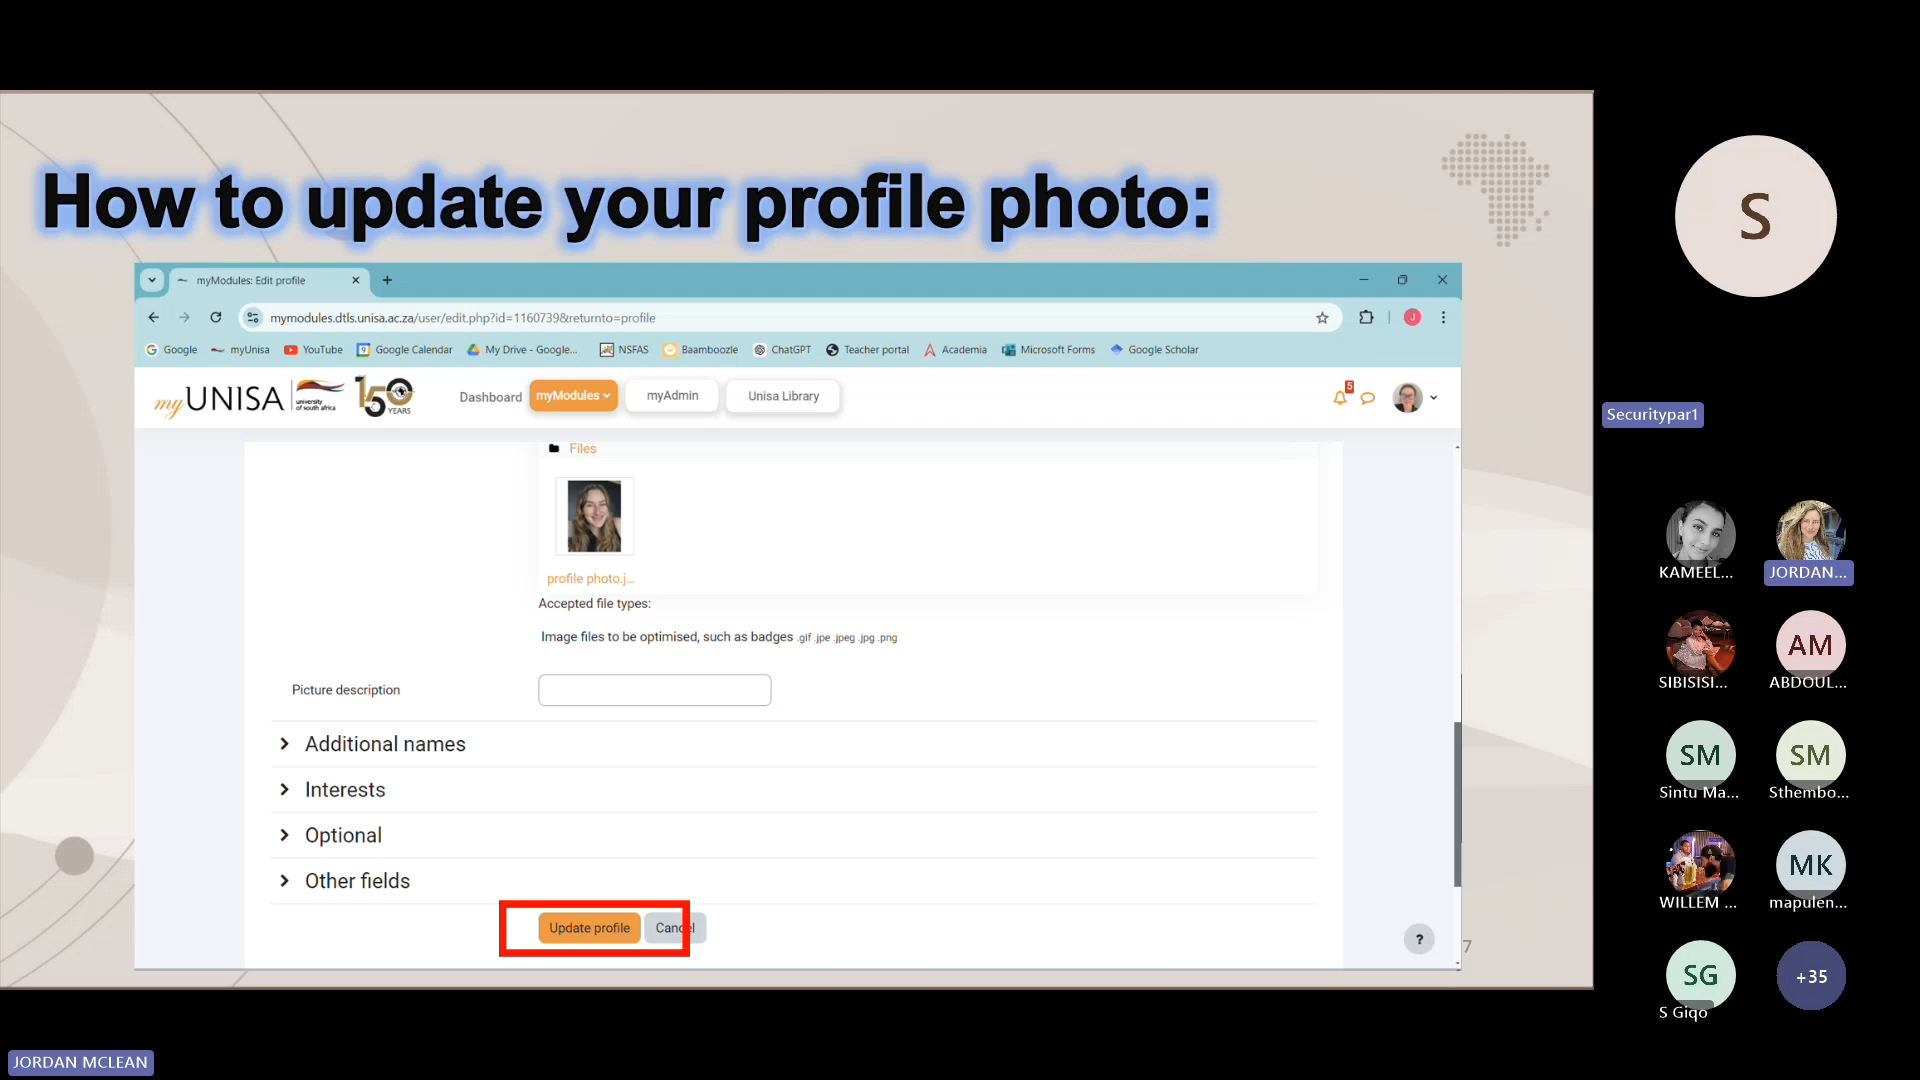 How to update your profile photo:
S
myModules: Edit profile
mymodules.dtls.unisa.ac.za/user/edit.php?id=1160739&returnto=profile
J
Google myUnisa YouTube Google Calendar My Drive - Google... NSFAS Baamboozle ChatGPT Teacher portal Academia Microsoft Forms Google Scholar
my UNISA university of south africa 150 YEARS
Dashboard myModules myAdmin Unisa Library
5
Securitypar1
Files
profile photo.j...
Accepted file types:
Image files to be optimised, such as badges .gif .jpe .jpeg .jpg .png
Picture description
Additional names
Interests
Optional
Other fields
Update profile Cancel
?
7
KAMEEL... JORDAN...
SIBISISI... AM ABDOUL...
SM Sintu Ma... SM Sthembo...
WILLEM ... MK mapulen...
SG S Giqo +35
JORDAN MCLEAN